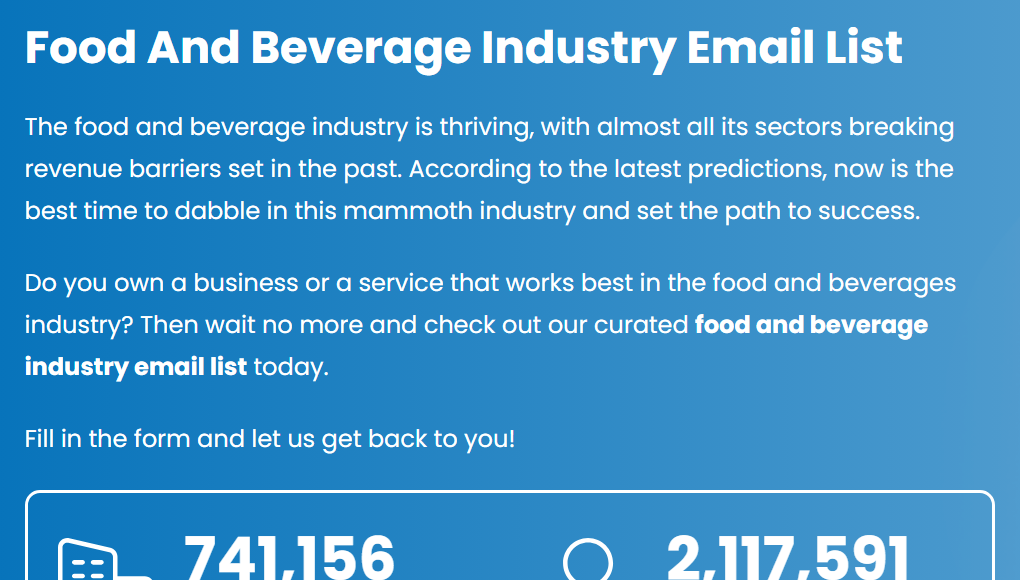 Food And Beverage Industry Email List
The food and beverage industry is thriving, with almost all its sectors breaking
revenue barriers set in the past. According to the latest predictions, now is the
best time to dabble in this mammoth industry and set the path to success.
Do you own a business or a service that works best in the food and beverages
industry? Then wait no more and check out our curated food and beverage
industry email list today.
Fill in the form and let us get back to you!
741,156 2,117,591